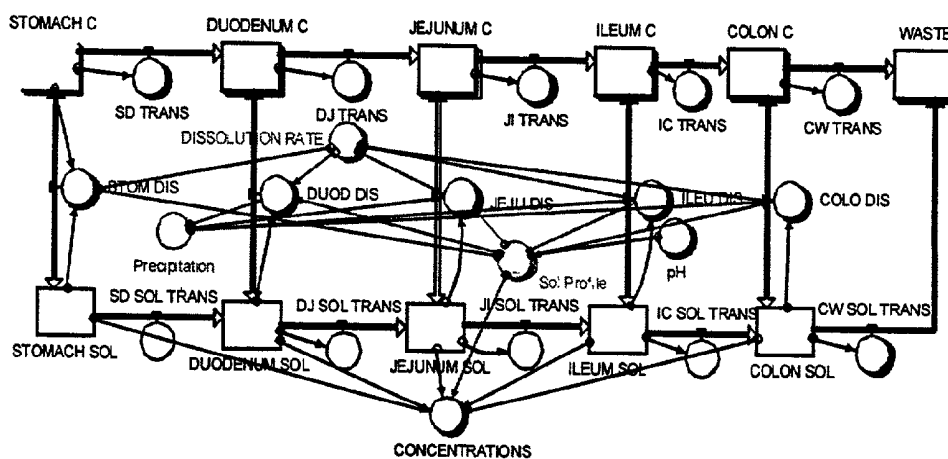 STOMACH C
DUODENUM C
JEJUNUM C
ILEUM C
COLON C
WASTE
SD TRANS
DJ TRANS
JI TRANS
IC TRANS
CW TRANS
DISSOLUTION RATE
STOM DIS
DUOD DIS
JEJU DIS
ILEU DIS
COLO DIS
Precipitation
Sol Profile
pH
SD SOL TRANS
DJ SOL TRANS
JI SOL TRANS
IC SOL TRANS
CW SOL TRANS
STOMACH SOL
DUODENUM SOL
JEJUNUM SOL
ILEUM SOL
COLON SOL
CONCENTRATIONS